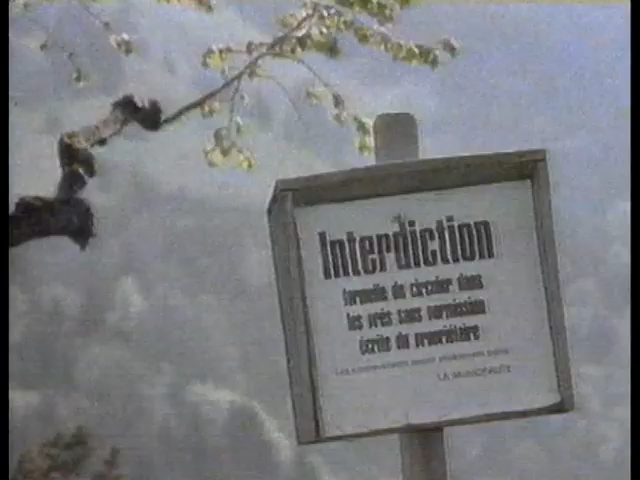 Interdiction
formelle de circuler dans
les prés sans permission
écrite du propriétaire
LA MUNICIPALITÉ